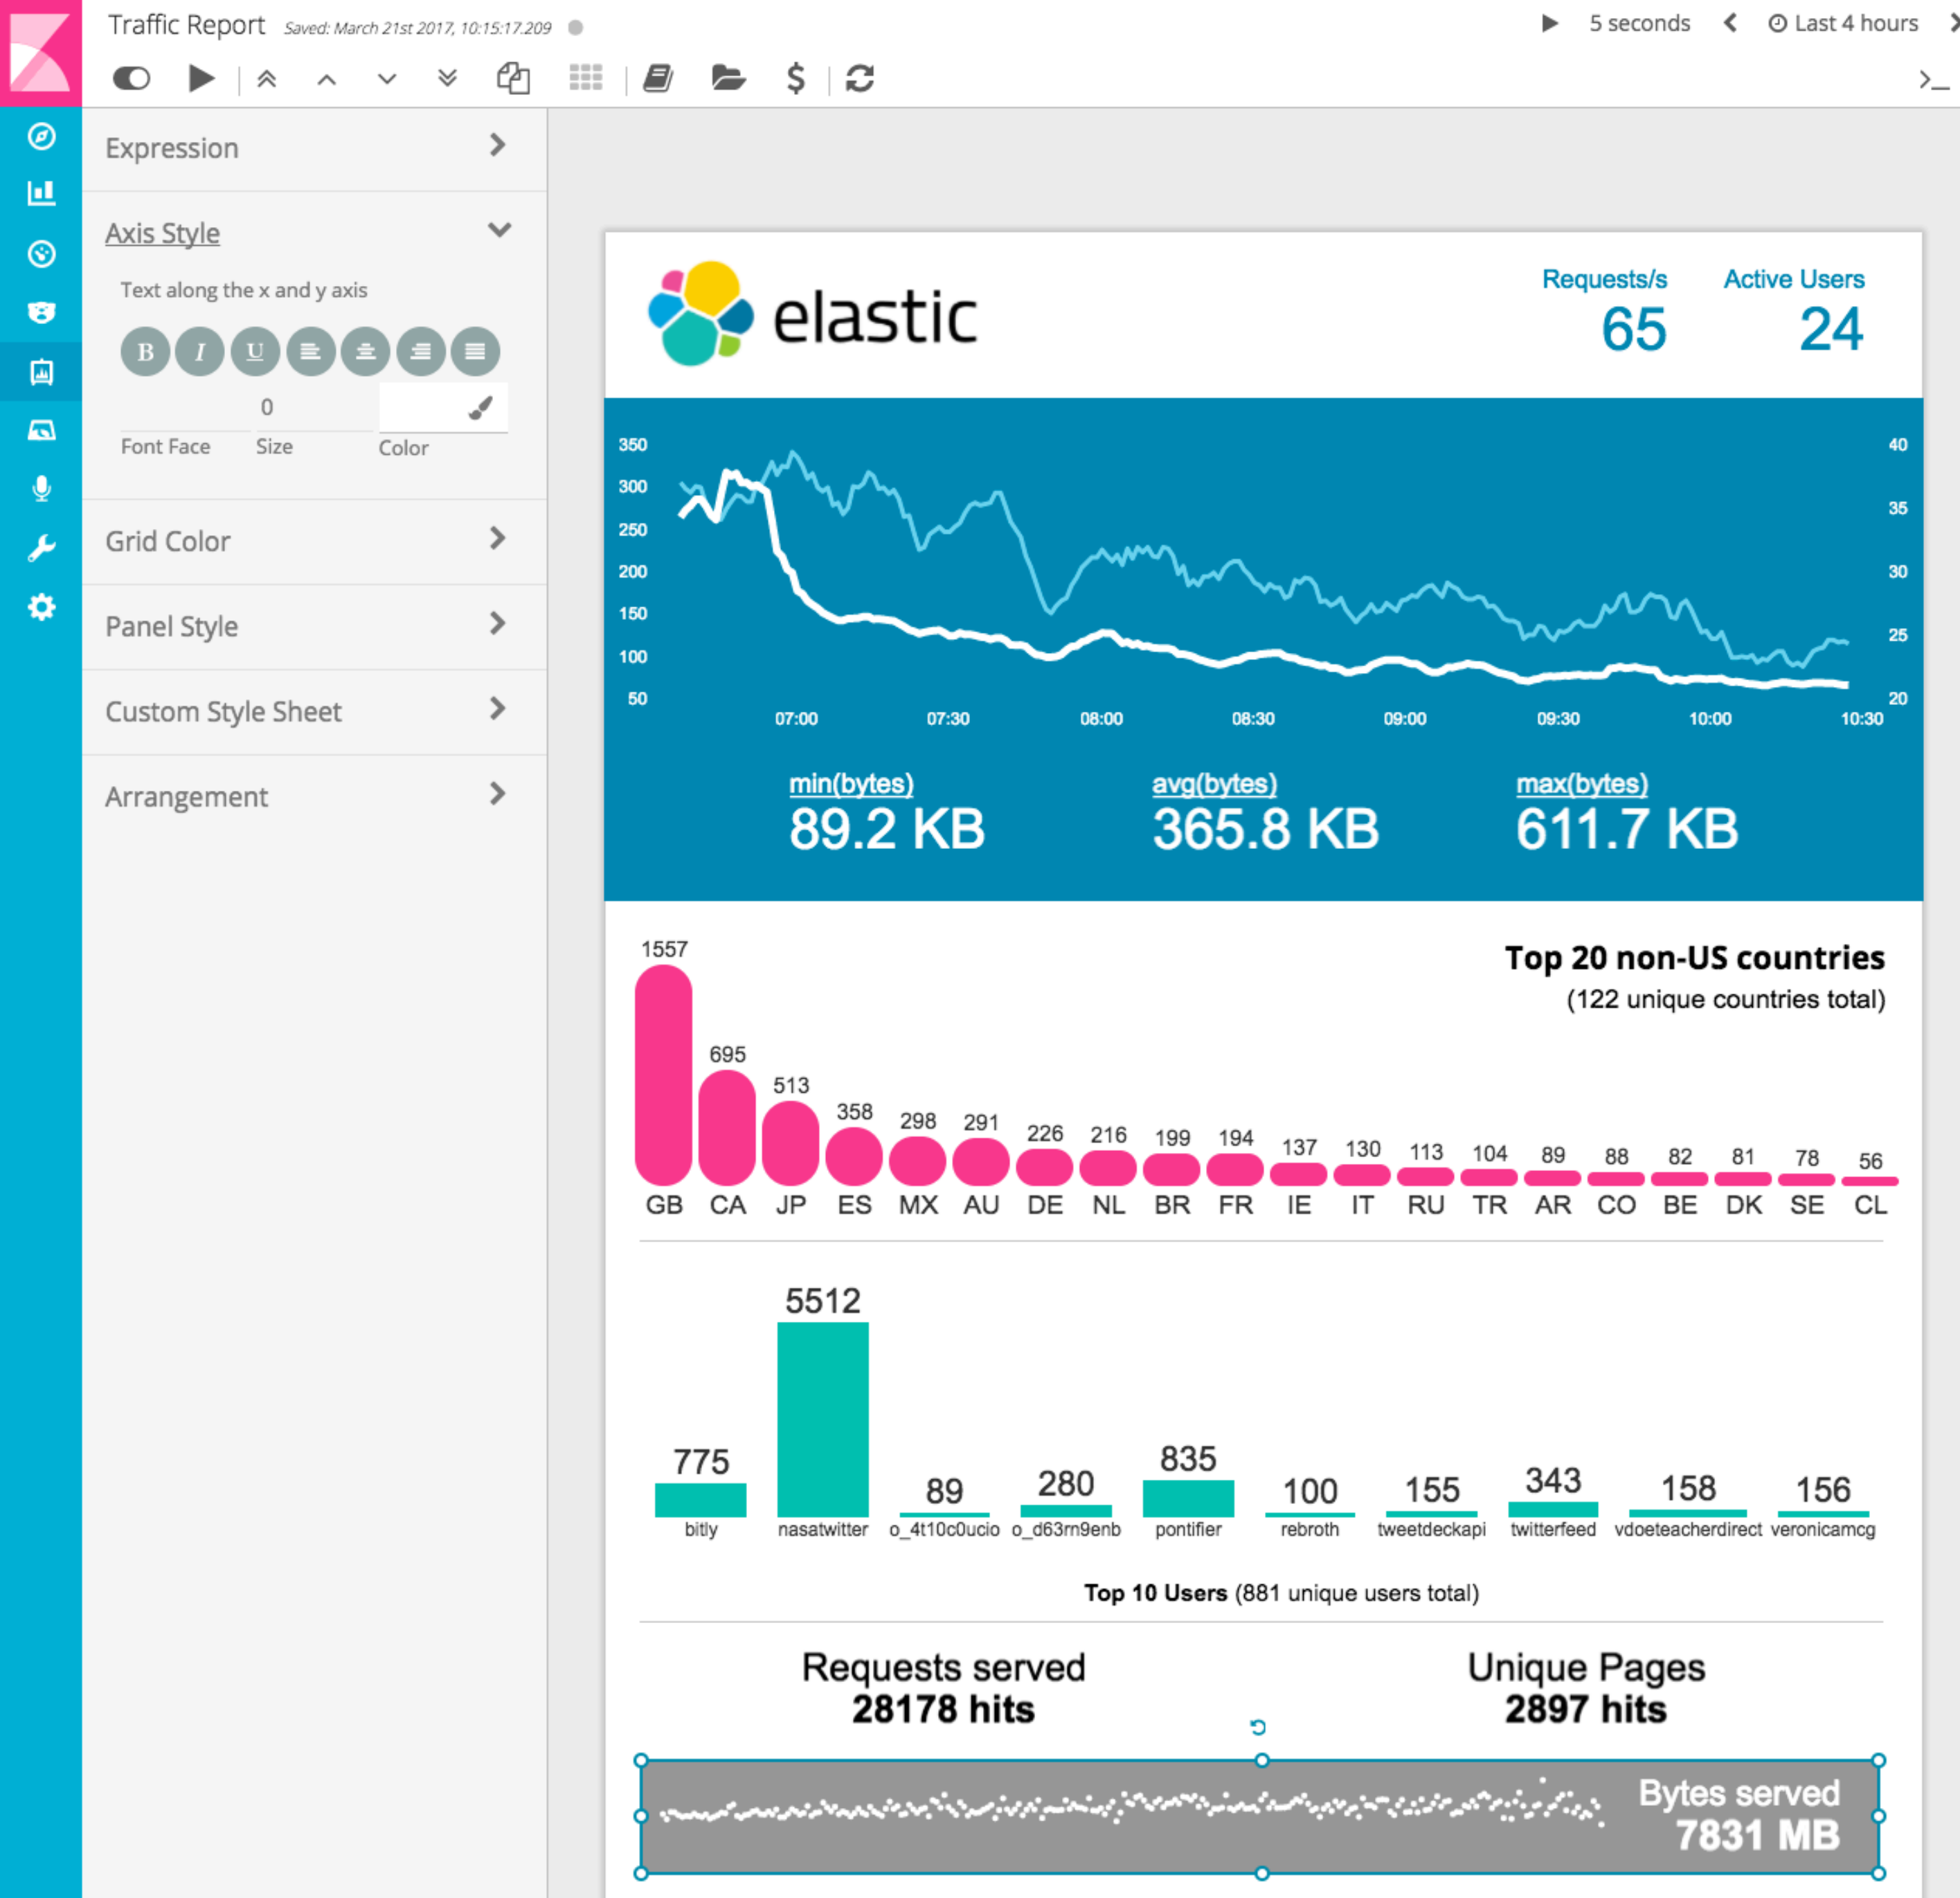 Traffic Report Saved: March 21st 2017, 10:15:17.209
5 seconds Last 4 hours
Expression
Axis Style
Text along the x and y axis
B I U
0
Font Face Size Color
Grid Color
Panel Style
Custom Style Sheet
Arrangement
elastic
Requests/s Active Users
65 24
350 40
300
35
250
200 30
150
25
100
50 20
07:00 07:30 08:00 08:30 09:00 09:30 10:00 10:30
min(bytes) avg(bytes) max(bytes)
89.2 KB 365.8 KB 611.7 KB
Top 20 non-US countries
(122 unique countries total)
1557 695 513 358 298 291 226 216 199 194 137 130 113 104 89 88 82 81 78 56
GB CA JP ES MX AU DE NL BR FR IE IT RU TR AR CO BE DK SE CL
775 5512 89 280 835 100 155 343 158 156
bitly nasatwitter o_4t10c0ucio o_d63rn9enb pontifier rebroth tweetdeckapi twitterfeed vdoeteacherdirect veronicamcg
Top 10 Users (881 unique users total)
Requests served Unique Pages
28178 hits 2897 hits
Bytes served
7831 MB